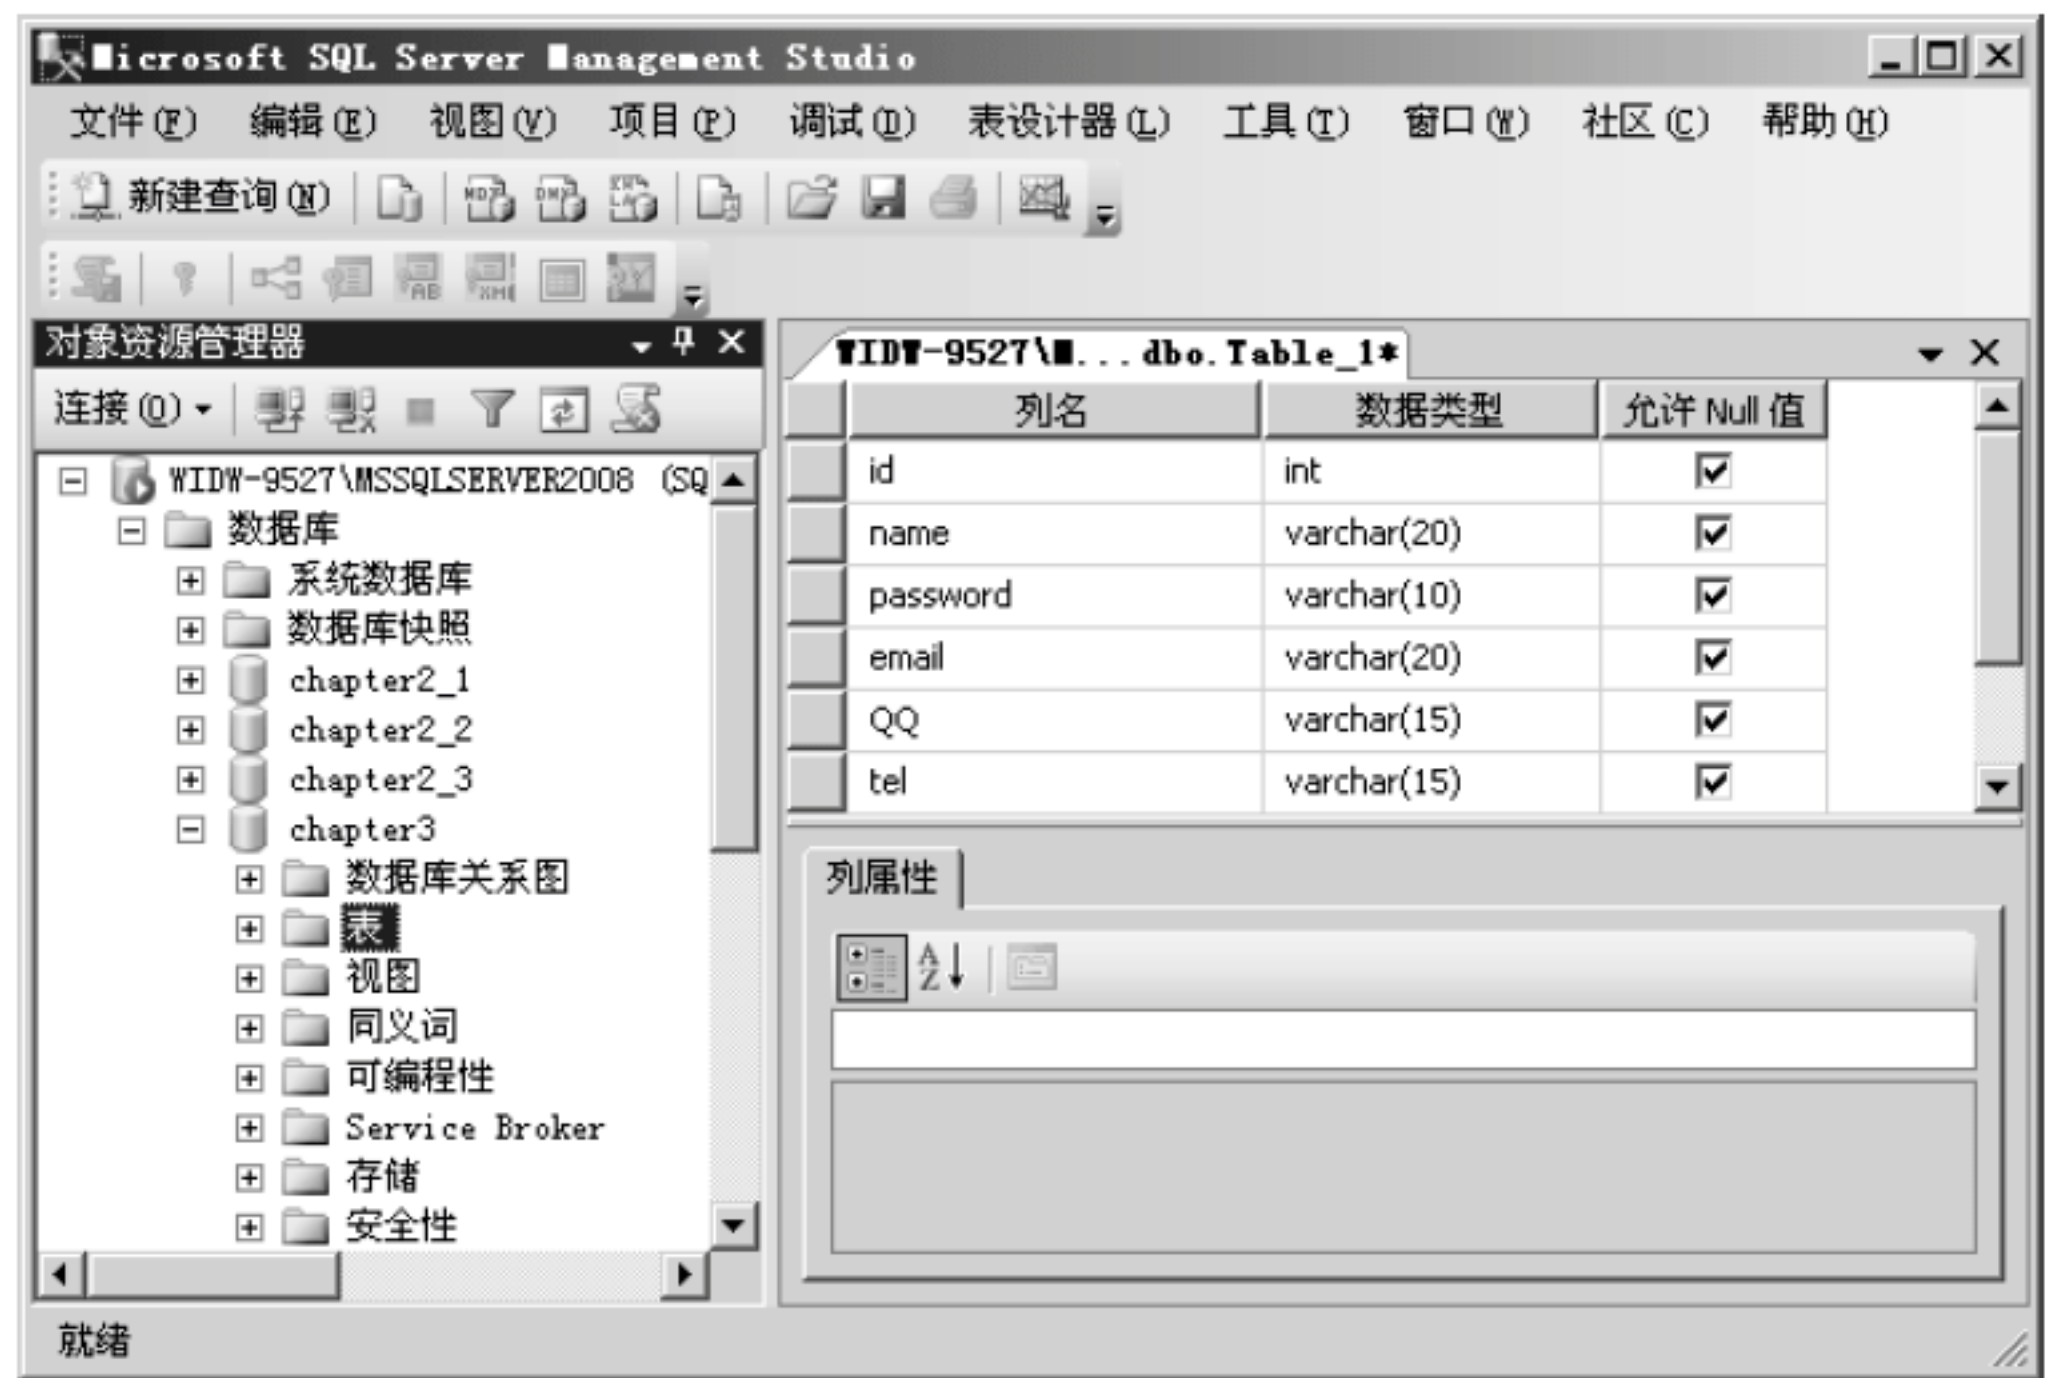 Microsoft SQL Server Management Studio
文件(F) 编辑(E) 视图(V) 项目(P) 调试(D) 表设计器(L) 工具(T) 窗口(W) 社区(C) 帮助(H)
新建查询(N)
对象资源管理器
连接(O)
WIDW-9527\MSSQLSERVER2008 (SQ
数据库
系统数据库
数据库快照
chapter2_1
chapter2_2
chapter2_3
chapter3
数据库关系图
表
视图
同义词
可编程性
Service Broker
存储
安全性
WIDW-9527\M...dbo.Table_1*
列名 数据类型 允许 Null 值
id int
name varchar(20)
password varchar(10)
email varchar(20)
QQ varchar(15)
tel varchar(15)
列属性
就绪